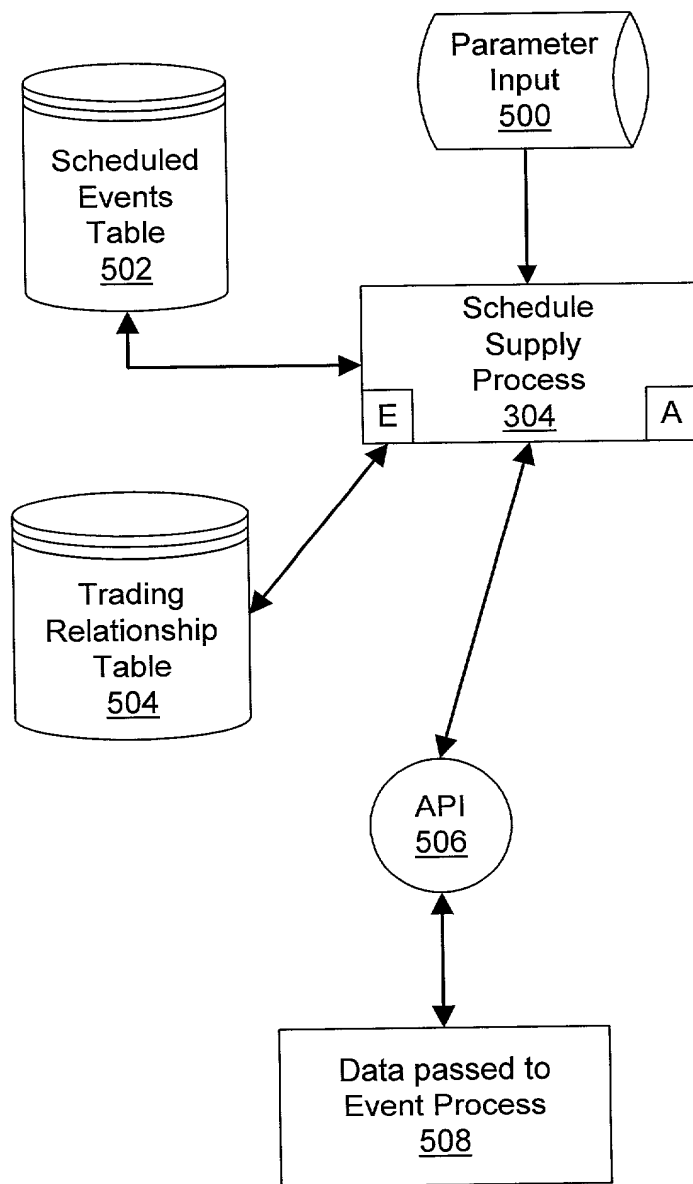 Parameter
Input
500
Scheduled
Events
Table
502
Schedule
Supply
Process
304
E
A
Trading
Relationship
Table
504
API
506
Data passed to
Event Process
508